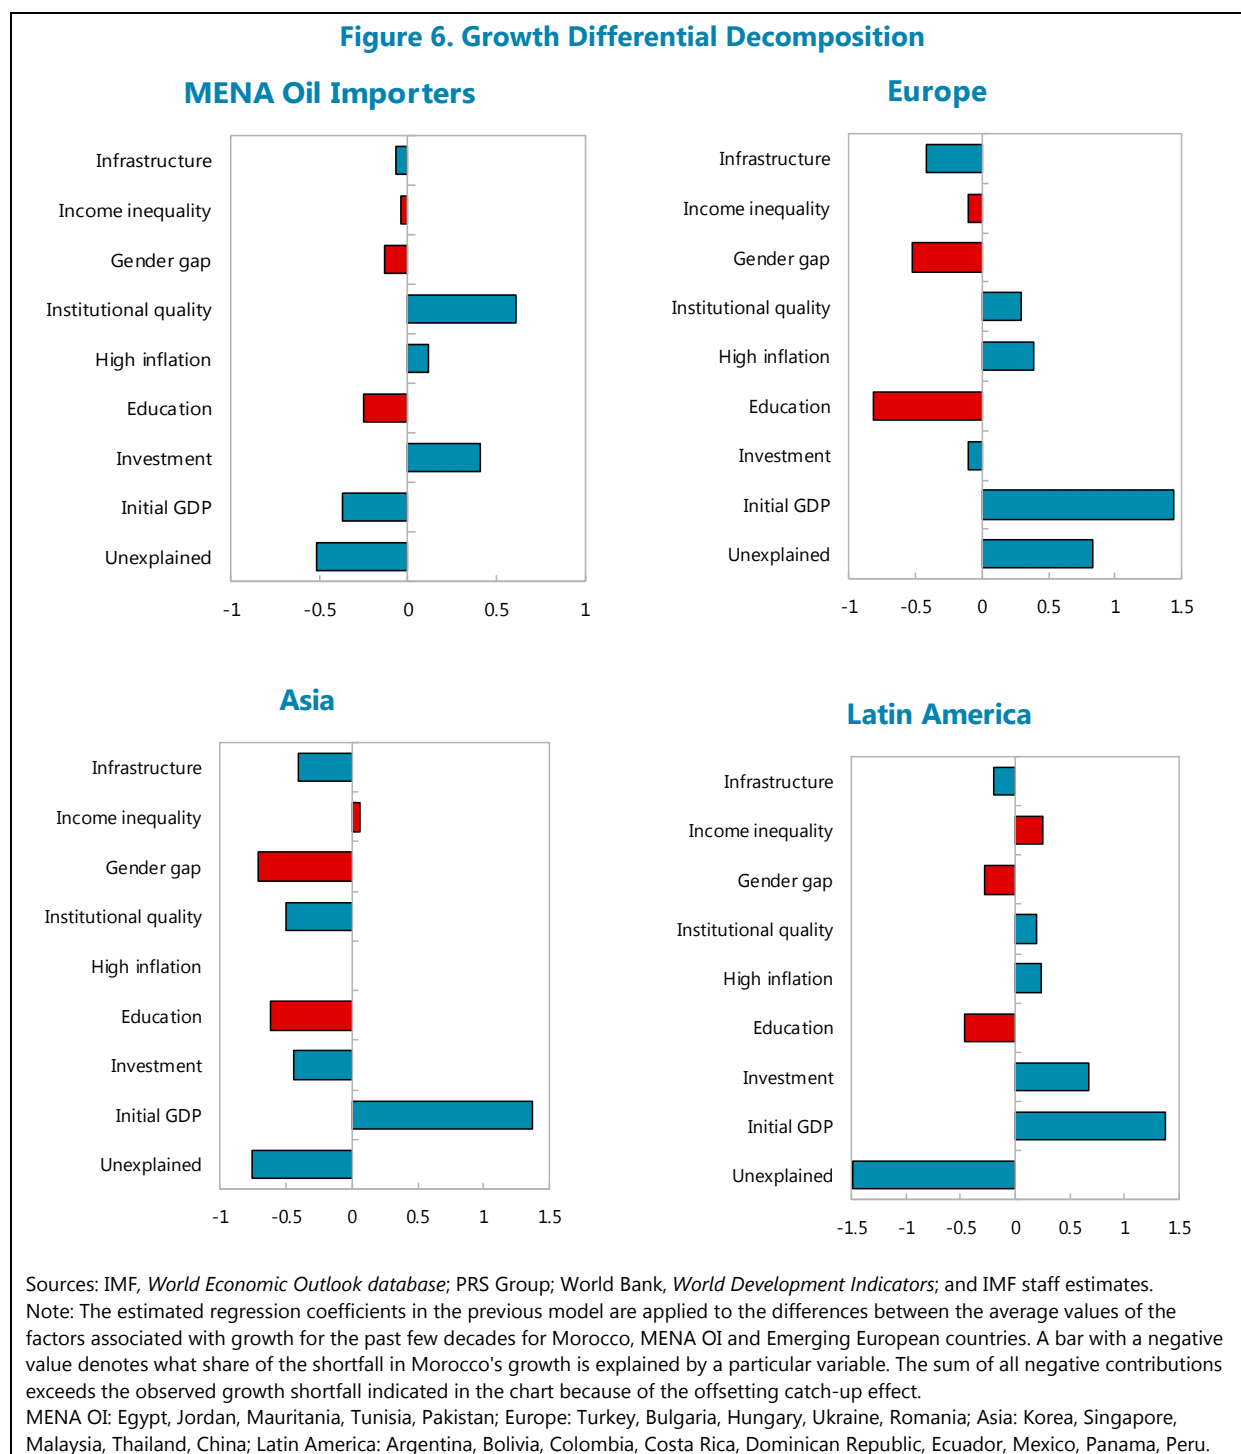 Figure 6. Growth Differential Decomposition
MENA Oil Importers
Infrastructure
Income inequality
Gender gap
Institutional quality
High inflation
Education
Investment
Initial GDP
Unexplained
-1 -0.5 0 0.5 1
Europe
Infrastructure
Income inequality
Gender gap
Institutional quality
High inflation
Education
Investment
Initial GDP
Unexplained
-1 -0.5 0 0.5 1 1.5
Asia
Infrastructure
Income inequality
Gender gap
Institutional quality
High inflation
Education
Investment
Initial GDP
Unexplained
-1 -0.5 0 0.5 1 1.5
Latin America
Infrastructure
Income inequality
Gender gap
Institutional quality
High inflation
Education
Investment
Initial GDP
Unexplained
-1.5 -1 -0.5 0 0.5 1 1.5
Sources: IMF, World Economic Outlook database; PRS Group; World Bank, World Development Indicators; and IMF staff estimates.
Note: The estimated regression coefficients in the previous model are applied to the differences between the average values of the
factors associated with growth for the past few decades for Morocco, MENA OI and Emerging European countries. A bar with a negative
value denotes what share of the shortfall in Morocco's growth is explained by a particular variable. The sum of all negative contributions
exceeds the observed growth shortfall indicated in the chart because of the offsetting catch-up effect.
MENA OI: Egypt, Jordan, Mauritania, Tunisia, Pakistan; Europe: Turkey, Bulgaria, Hungary, Ukraine, Romania; Asia: Korea, Singapore,
Malaysia, Thailand, China; Latin America: Argentina, Bolivia, Colombia, Costa Rica, Dominican Republic, Ecuador, Mexico, Panama, Peru.